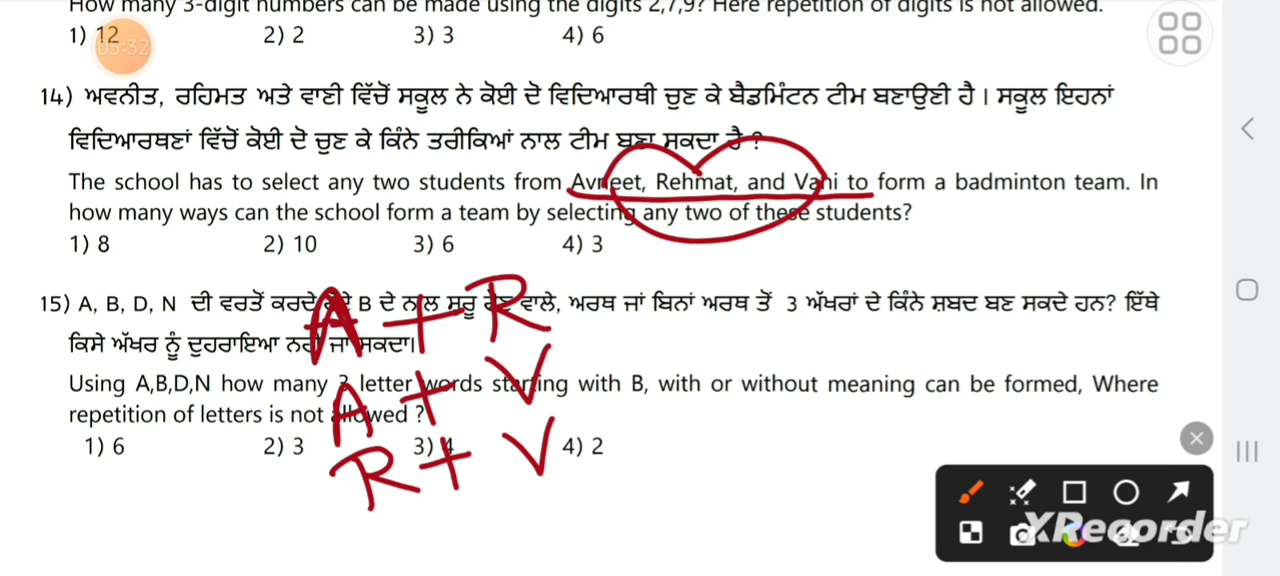 How many 3-digit numbers can be made using the digits 2,7,9? Here repetition of digits is not allowed.
1) 12 2) 2 3) 3 4) 6
05:32
14) ਅਵਨੀਤ, ਰਹਿਮਤ ਅਤੇ ਵਾਣੀ ਵਿੱਚੋਂ ਸਕੂਲ ਨੇ ਕੋਈ ਦੋ ਵਿਦਿਆਰਥੀ ਚੁਣ ਕੇ ਬੈਡਮਿੰਟਨ ਟੀਮ ਬਣਾਉਣੀ ਹੈ। ਸਕੂਲ ਇਹਨਾਂ
ਵਿਦਿਆਰਥਣਾਂ ਵਿੱਚੋਂ ਕੋਈ ਦੋ ਚੁਣ ਕੇ ਕਿੰਨੇ ਤਰੀਕਿਆਂ ਨਾਲ ਟੀਮ ਬਣਾ ਸਕਦਾ ਹੈ ?
The school has to select any two students from Avneet, Rehmat, and Vani to form a badminton team. In
how many ways can the school form a team by selecting any two of these students?
1) 8 2) 10 3) 6 4) 3
15) A, B, D, N ਦੀ ਵਰਤੋਂ ਕਰਦੇ B ਦੇ ਨਾਲ ਸ਼ੁਰੂ ਵਾਲੇ, ਅਰਥ ਜਾਂ ਬਿਨਾਂ ਅਰਥ ਤੋਂ 3 ਅੱਖਰਾਂ ਦੇ ਕਿੰਨੇ ਸ਼ਬਦ ਬਣ ਸਕਦੇ ਹਨ? ਇੱਥੇ
ਕਿਸੇ ਅੱਖਰ ਨੂੰ ਦੁਹਰਾਇਆ ਨਹੀਂ ਜਾ ਸਕਦਾ।
A + R
Using A,B,D,N how many 3 letter words starting with B, with or without meaning can be formed, Where
repetition of letters is not allowed ?
A + V
1) 6 2) 3 3) 4 4) 2
R + V
XRecorder